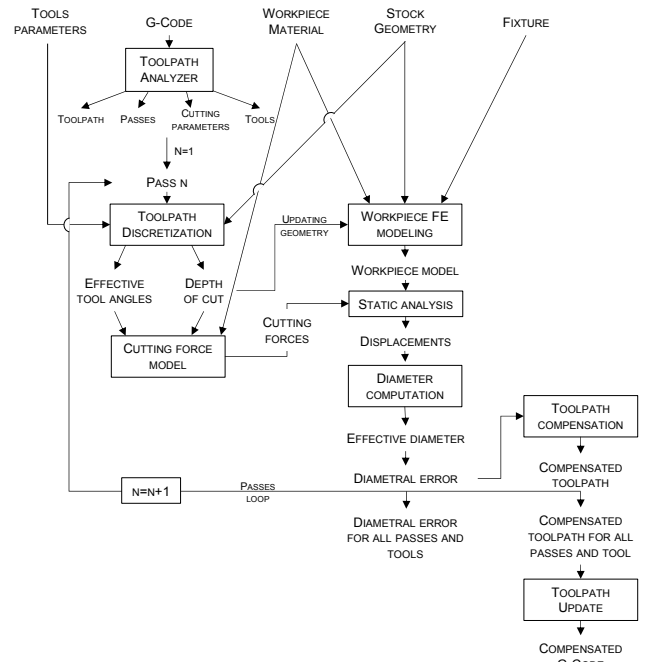 TOOLS
PARAMETERS
G-CODE
WORKPIECE
MATERIAL
STOCK
GEOMETRY
FIXTURE
TOOLPATH
ANALYZER
TOOLPATH
PASSES
CUTTING
PARAMETERS
TOOLS
N=1
PASS N
TOOLPATH
DISCRETIZATION
UPDATING
GEOMETRY
WORKPIECE FE
MODELING
WORKPIECE MODEL
EFFECTIVE
TOOL ANGLES
DEPTH
OF CUT
STATIC ANALYSIS
CUTTING
FORCES
DISPLACEMENTS
CUTTING FORCE
MODEL
DIAMETER
COMPUTATION
TOOLPATH
COMPENSATION
EFFECTIVE DIAMETER
DIAMETRAL ERROR
COMPENSATED
TOOLPATH
N=N+1
PASSES
LOOP
DIAMETRAL ERROR
FOR ALL PASSES AND
TOOLS
COMPENSATED
TOOLPATH FOR ALL
PASSES AND TOOL
TOOLPATH
UPDATE
COMPENSATED